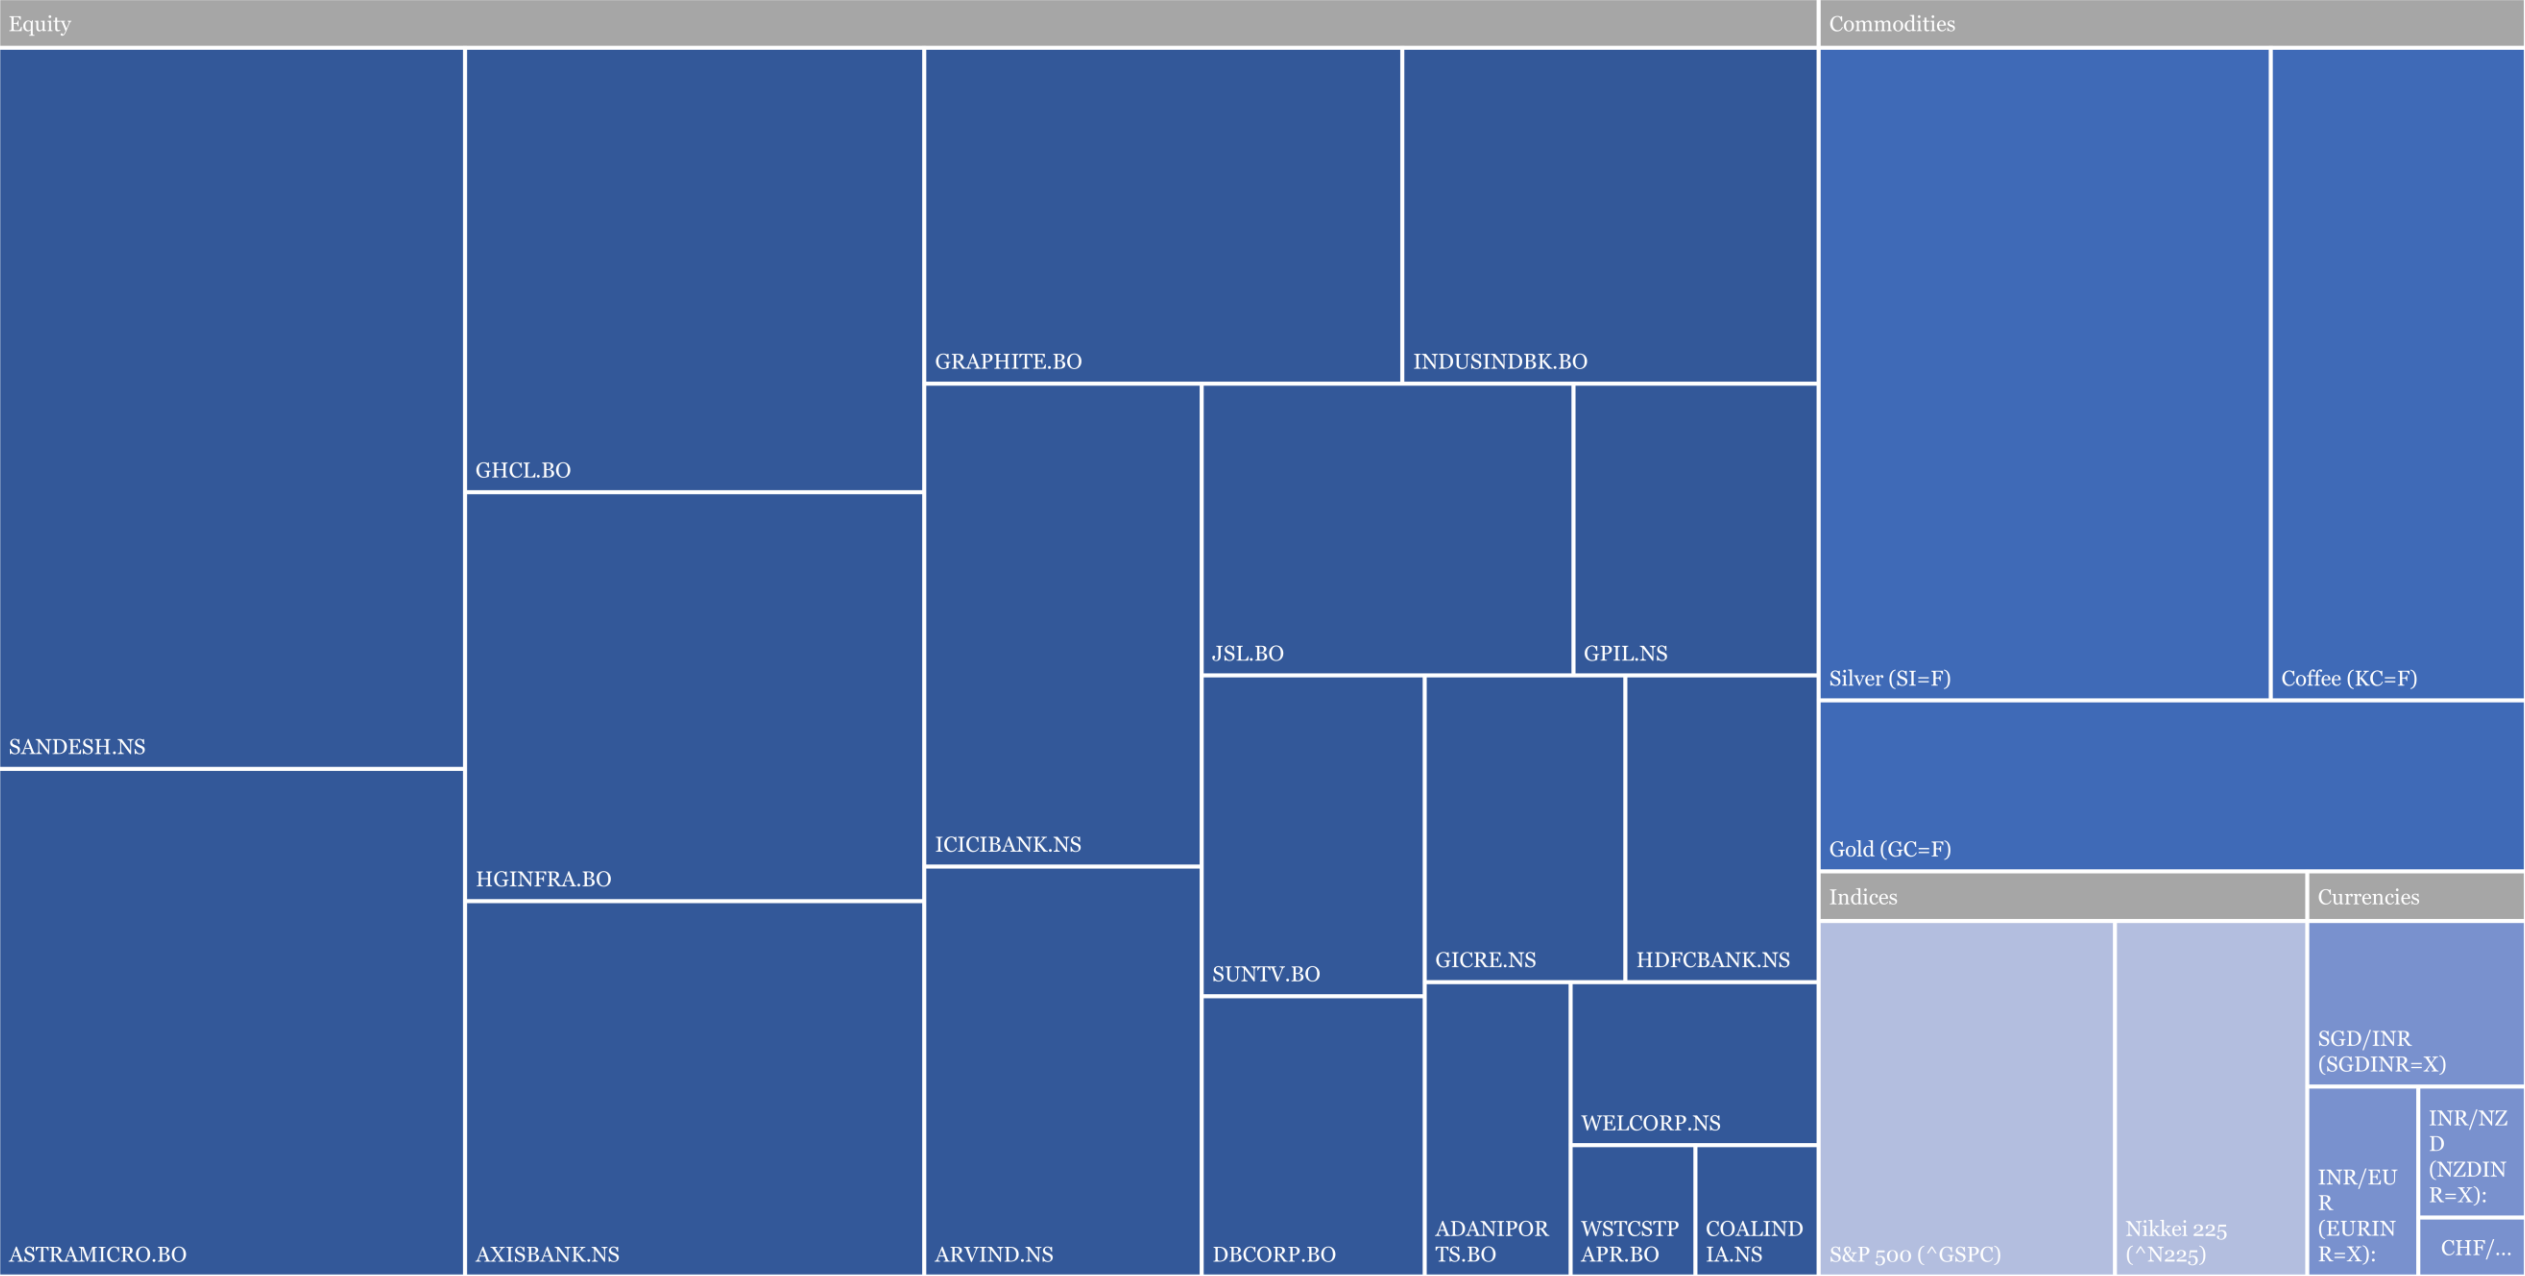 Equity
SANDESH.NS
ASTRAMICRO.BO
GHCL.BO
HGINFRA.BO
AXISBANK.NS
GRAPHITE.BO
INDUSINDBK.BO
ICICIBANK.NS
ARVIND.NS
JSL.BO
GPIL.NS
SUNTV.BO
DBCORP.BO
GICRE.NS
HDFCBANK.NS
ADANIPOR
TS.BO
WELCORP.NS
WSTCSTP
APR.BO
COALIND
IA.NS
Commodities
Silver (SI=F)
Coffee (KC=F)
Gold (GC=F)
Indices
S&P 500 (^GSPC)
Nikkei 225
(^N225)
Currencies
SGD/INR
(SGDINR=X)
INR/EU
R
(EURIN
R=X):
INR/NZ
D
(NZDIN
R=X):
CHF/...